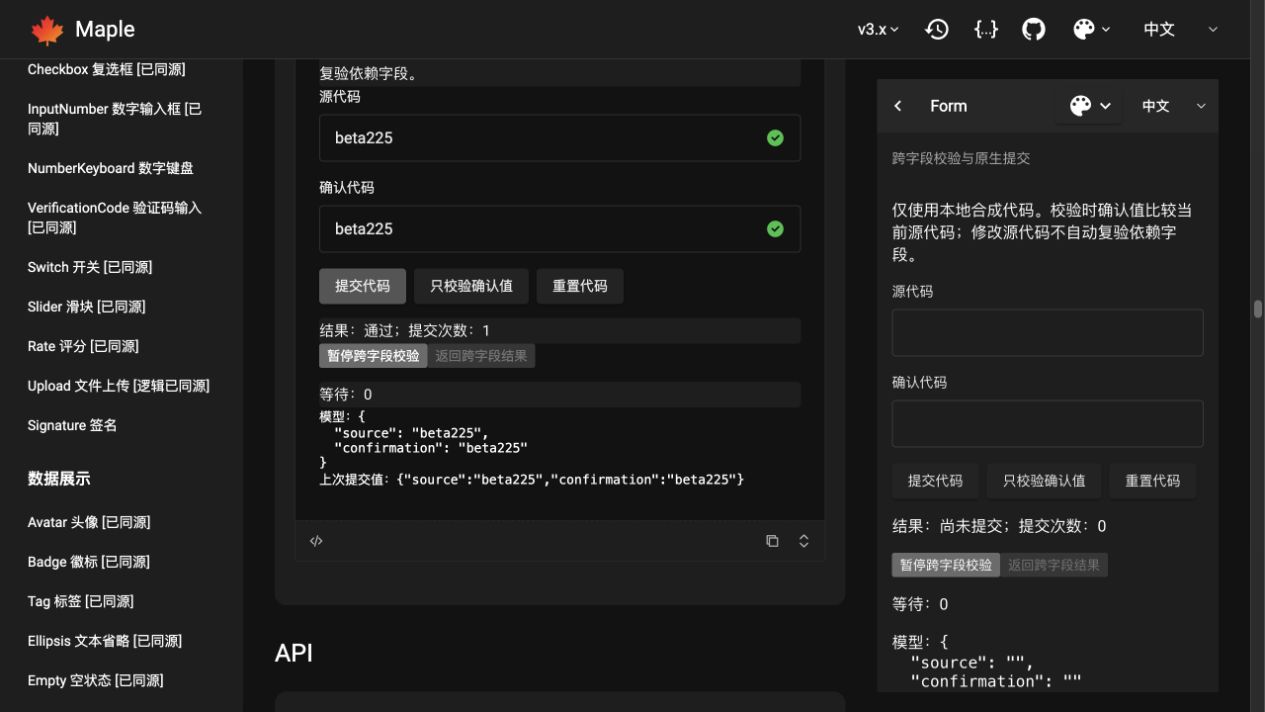 Maple
v3.x
中文
Checkbox 复选框 [已同源]
InputNumber 数字输入框 [已
同源]
NumberKeyboard 数字键盘
VerificationCode 验证码输入
[已同源]
Switch 开关 [已同源]
Slider 滑块 [已同源]
Rate 评分 [已同源]
Upload 文件上传 [逻辑已同源]
Signature 签名
数据展示
Avatar 头像 [已同源]
Badge 徽标 [已同源]
Tag 标签 [已同源]
Ellipsis 文本省略 [已同源]
Empty 空状态 [已同源]
复验依赖字段。
源代码
beta225
确认代码
beta225
提交代码 只校验确认值 重置代码
结果：通过；提交次数：1
暂停跨字段校验 返回跨字段结果
等待：0
模型：{
"source": "beta225",
"confirmation": "beta225"
}
上次提交值：{"source":"beta225","confirmation":"beta225"}
</>
API
Form
中文
跨字段校验与原生提交
仅使用本地合成代码。校验时确认值比较当
前源代码；修改源代码不自动复验依赖字
段。
源代码
确认代码
提交代码 只校验确认值 重置代码
结果：尚未提交；提交次数：0
暂停跨字段校验 返回跨字段结果
等待：0
模型：{
"source": "",
"confirmation": ""